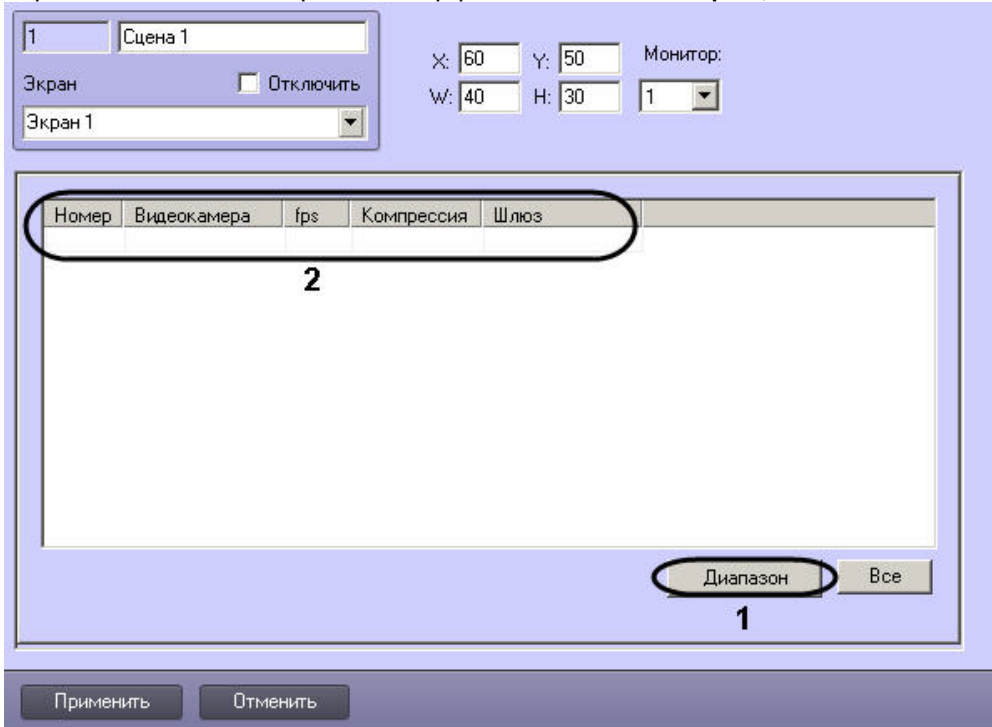 1 Сцена 1
Экран Отключить
Экран 1
X: 60 Y: 50 Монитор:
W: 40 H: 30 1
Номер Видеокамера fps Компрессия Шлюз
2
Диапазон Все
1
Применить Отменить